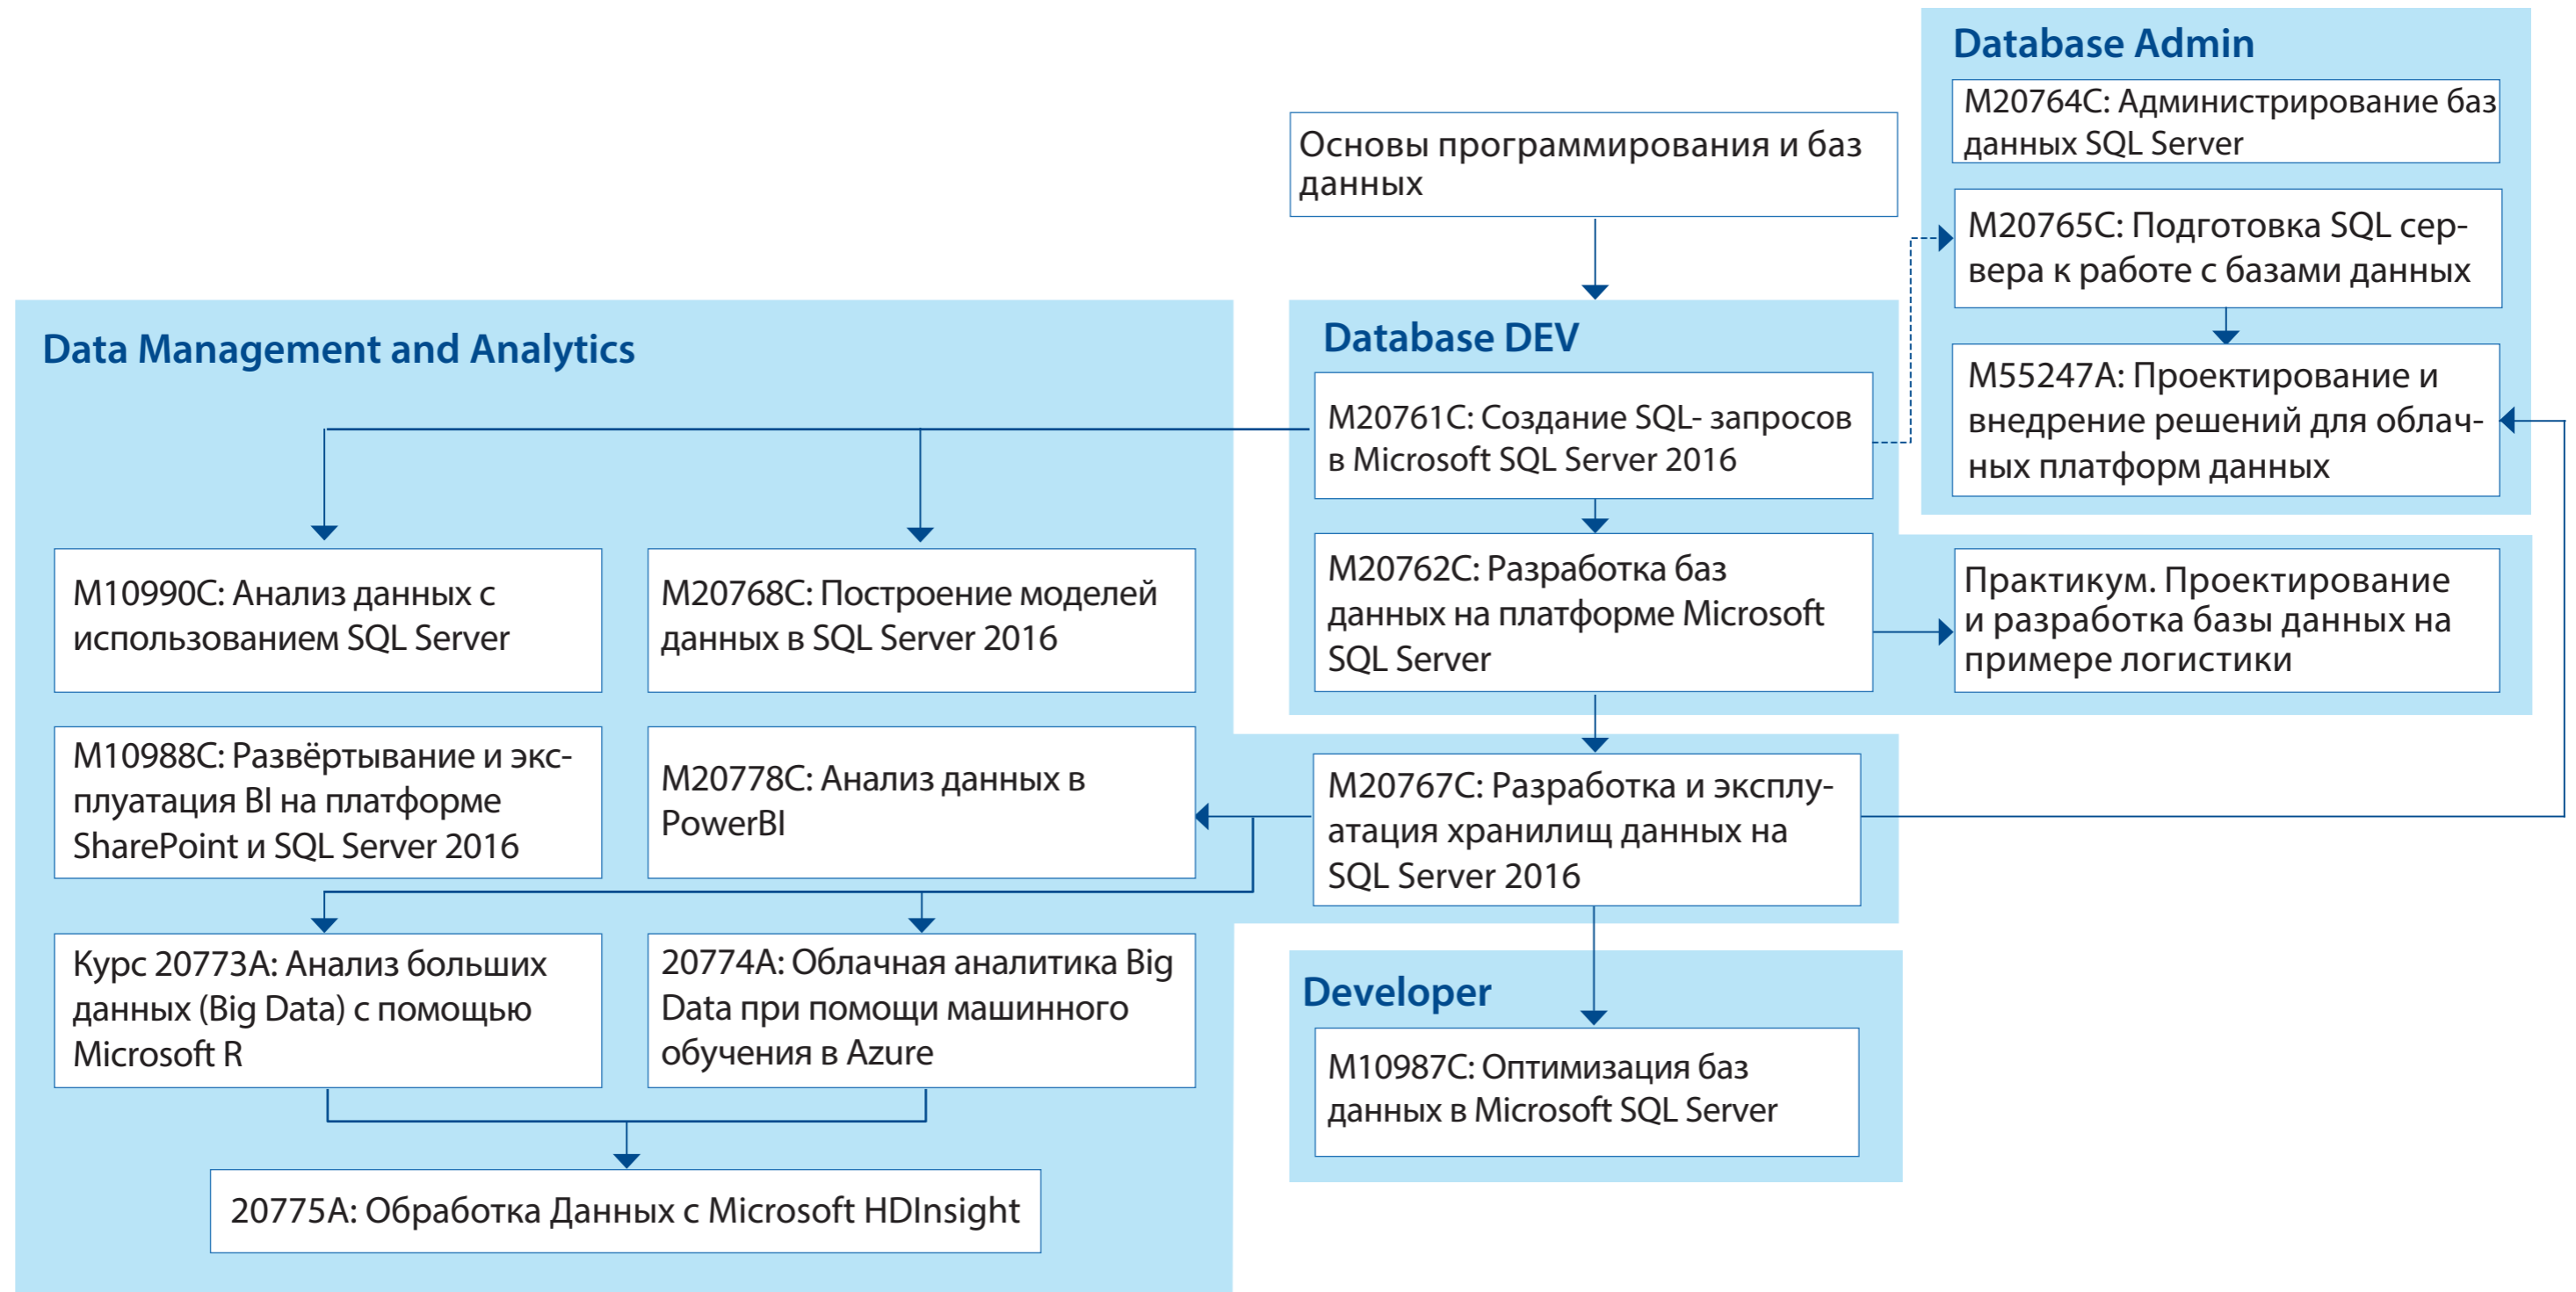 Database Admin
M20764C: Администрирование баз
данных SQL Server
M20765C: Подготовка SQL сер-
вера к работе с базами данных
M55247A: Проектирование и
внедрение решений для облач-
ных платформ данных
Основы программирования и баз
данных
Database DEV
M20761C: Создание SQL- запросов
в Microsoft SQL Server 2016
M20762C: Разработка баз
данных на платформе Microsoft
SQL Server
Практикум. Проектирование
и разработка базы данных на
примере логистики
Data Management and Analytics
M10990C: Анализ данных с
использованием SQL Server
M20768C: Построение моделей
данных в SQL Server 2016
M10988C: Развёртывание и экс-
плуатация BI на платформе
SharePoint и SQL Server 2016
M20778C: Анализ данных в
PowerBI
M20767C: Разработка и эксплу-
атация хранилищ данных на
SQL Server 2016
Курс 20773A: Анализ больших
данных (Big Data) с помощью
Microsoft R
20774A: Облачная аналитика Big
Data при помощи машинного
обучения в Azure
20775A: Обработка Данных с Microsoft HDInsight
Developer
M10987C: Оптимизация баз
данных в Microsoft SQL Server